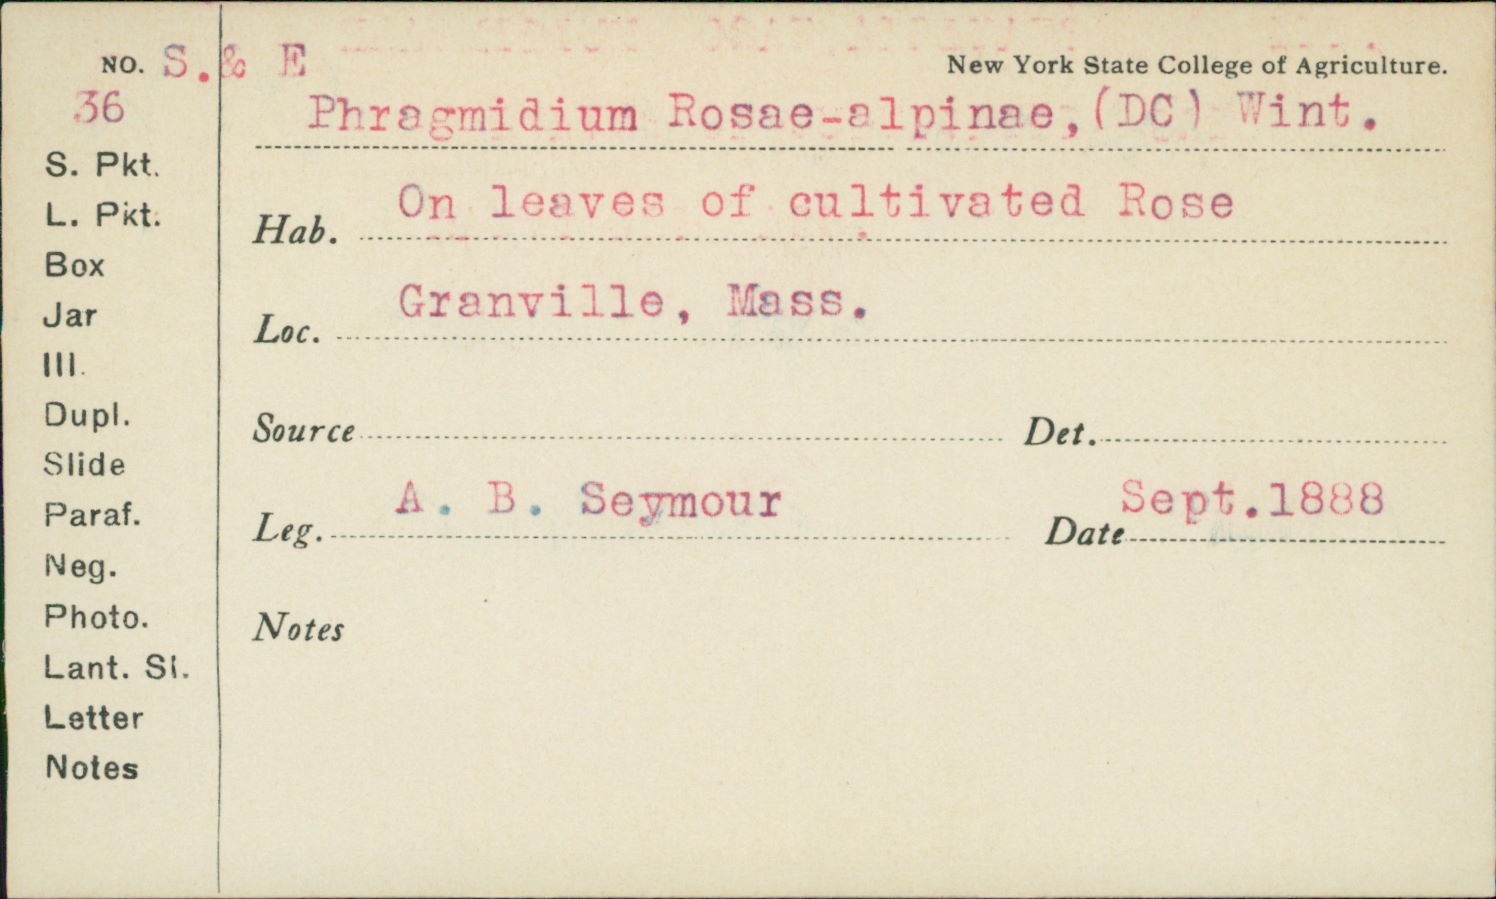 NO. S.& E
New York State College of Agriculture.
36
Phragmidium Rosae-alpinae,(DC) Wint.
S. Pkt.
L. Pkt.
Hab. On leaves of cultivated Rose
Box
Jar
Loc. Granville, Mass.
Ill.
Dupl.
Source Det.
Slide
Paraf.
Leg. A. B. Seymour Date Sept.1888
Neg.
Photo.
Notes
Lant. Sl.
Letter
Notes